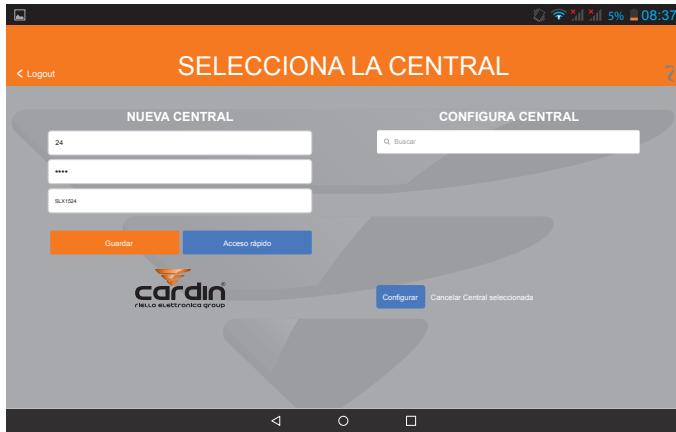 5% 08:37
< Logout
SELECCIONA LA CENTRAL
NUEVA CENTRAL
24
••••
SLX1524
Guardar
Acceso rápido
cardin®
riello elettronica group
CONFIGURA CENTRAL
Buscar
Configurar
Cancelar Central seleccionada